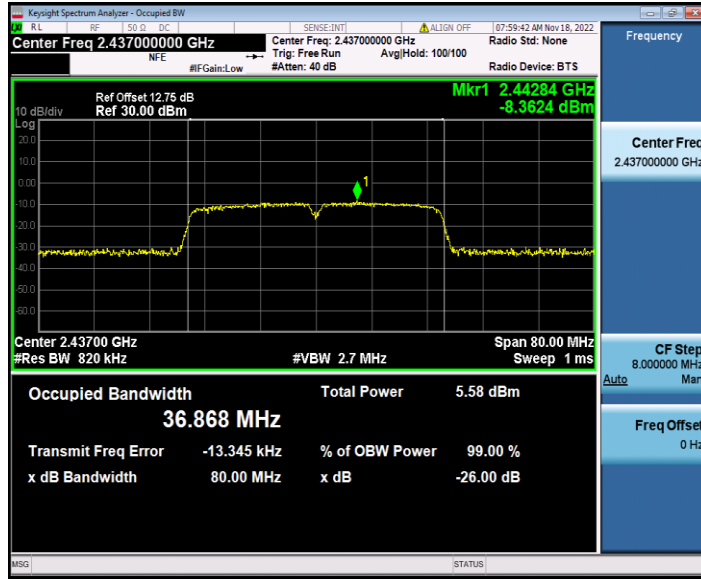 Keysight Spectrum Analyzer - Occupied BW
LXI RL RF 50 Ω DC SENSE:INT ALIGN OFF 07:59:42 AM Nov 18, 2022
Center Freq 2.437000000 GHz Center Freq: 2.437000000 GHz Radio Std: None
NFE Trig: Free Run Avg|Hold: 100/100
#IFGain:Low #Atten: 40 dB Radio Device: BTS
Frequency
Ref Offset 12.75 dB Mkr1 2.44284 GHz
10 dB/div Ref 30.00 dBm -8.3624 dBm
Log
20.0
10.0
0.00
-10.0
-20.0
-30.0
-40.0
-50.0
-60.0
1
Center Freq
2.437000000 GHz
Center 2.43700 GHz Span 80.00 MHz
#Res BW 820 kHz #VBW 2.7 MHz Sweep 1 ms
CF Step
8.000000 MHz
Auto Man
Occupied Bandwidth Total Power 5.58 dBm
36.868 MHz
Transmit Freq Error -13.345 kHz % of OBW Power 99.00 %
x dB Bandwidth 80.00 MHz x dB -26.00 dB
Freq Offset
0 Hz
MSG STATUS